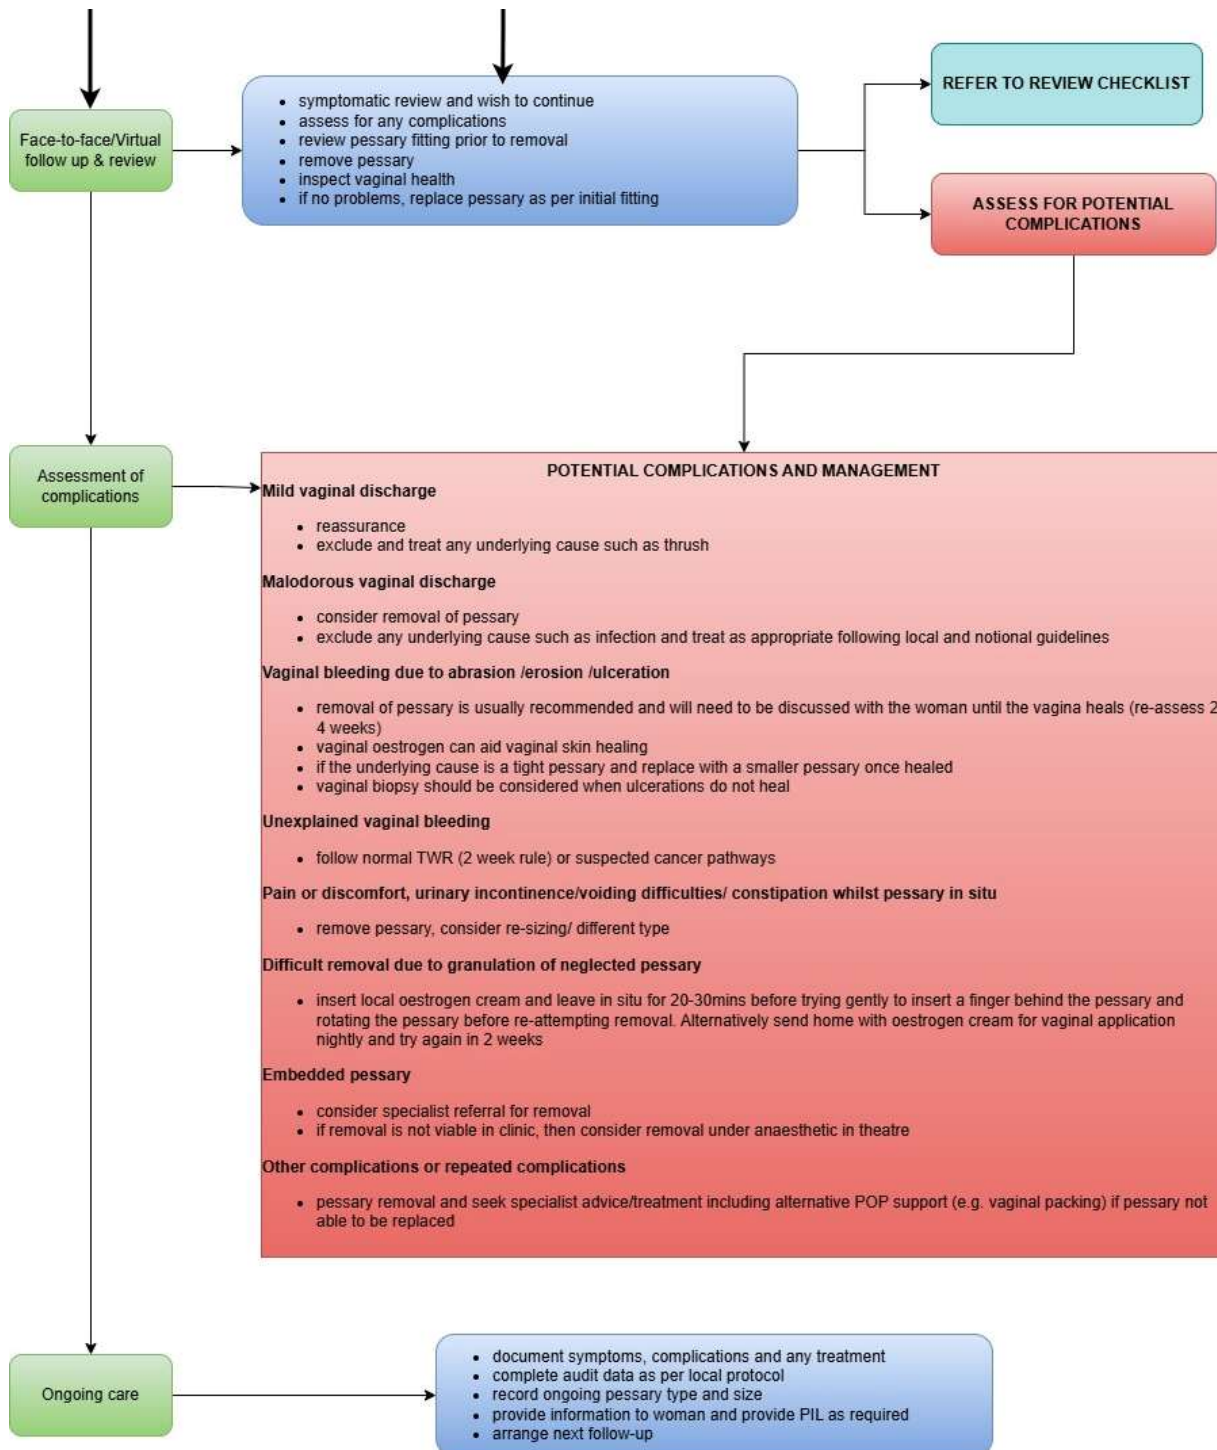 Face-to-face/Virtual
follow up & review
• symptomatic review and wish to continue
• assess for any complications
• review pessary fitting prior to removal
• remove pessary
• inspect vaginal health
• if no problems, replace pessary as per initial fitting
REFER TO REVIEW CHECKLIST
ASSESS FOR POTENTIAL
COMPLICATIONS
Assessment of
complications
POTENTIAL COMPLICATIONS AND MANAGEMENT
Mild vaginal discharge
• reassurance
• exclude and treat any underlying cause such as thrush
Malodorous vaginal discharge
• consider removal of pessary
• exclude any underlying cause such as infection and treat as appropriate following local and notional guidelines
Vaginal bleeding due to abrasion /erosion /ulceration
• removal of pessary is usually recommended and will need to be discussed with the woman until the vagina heals (re-assess 2
4 weeks)
• vaginal oestrogen can aid vaginal skin healing
• if the underlying cause is a tight pessary and replace with a smaller pessary once healed
• vaginal biopsy should be considered when ulcerations do not heal
Unexplained vaginal bleeding
• follow normal TWR (2 week rule) or suspected cancer pathways
Pain or discomfort, urinary incontinence/voiding difficulties/ constipation whilst pessary in situ
• remove pessary, consider re-sizing/ different type
Difficult removal due to granulation of neglected pessary
• insert local oestrogen cream and leave in situ for 20-30mins before trying gently to insert a finger behind the pessary and
rotating the pessary before re-attempting removal. Alternatively send home with oestrogen cream for vaginal application
nightly and try again in 2 weeks
Embedded pessary
• consider specialist referral for removal
• if removal is not viable in clinic, then consider removal under anaesthetic in theatre
Other complications or repeated complications
• pessary removal and seek specialist advice/treatment including alternative POP support (e.g. vaginal packing) if pessary not
able to be replaced
Ongoing care
• document symptoms, complications and any treatment
• complete audit data as per local protocol
• record ongoing pessary type and size
• provide information to woman and provide PIL as required
• arrange next follow-up